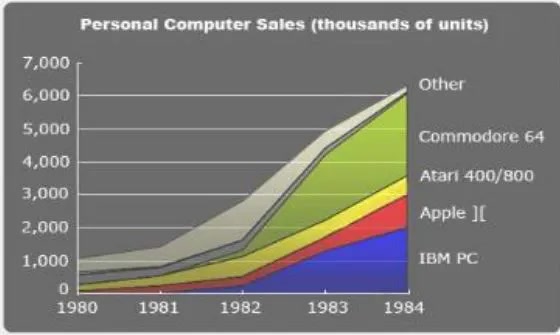 Personal Computer Sales (thousands of units)
7,000
6,000
5,000
4,000
3,000
2,000
1,000
0
Other
Commodore 64
Atari 400/800
Apple ][
IBM PC
1980 1981 1982 1983 1984